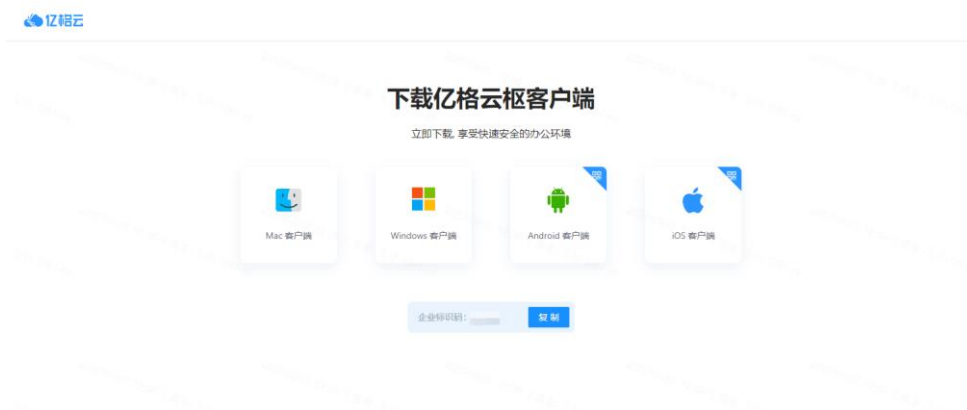 亿格云
下载亿格云枢客户端
立即下载, 享受快速安全的办公环境
Mac 客户端
Windows 客户端
Android 客户端
iOS 客户端
企业标识码:
复 制